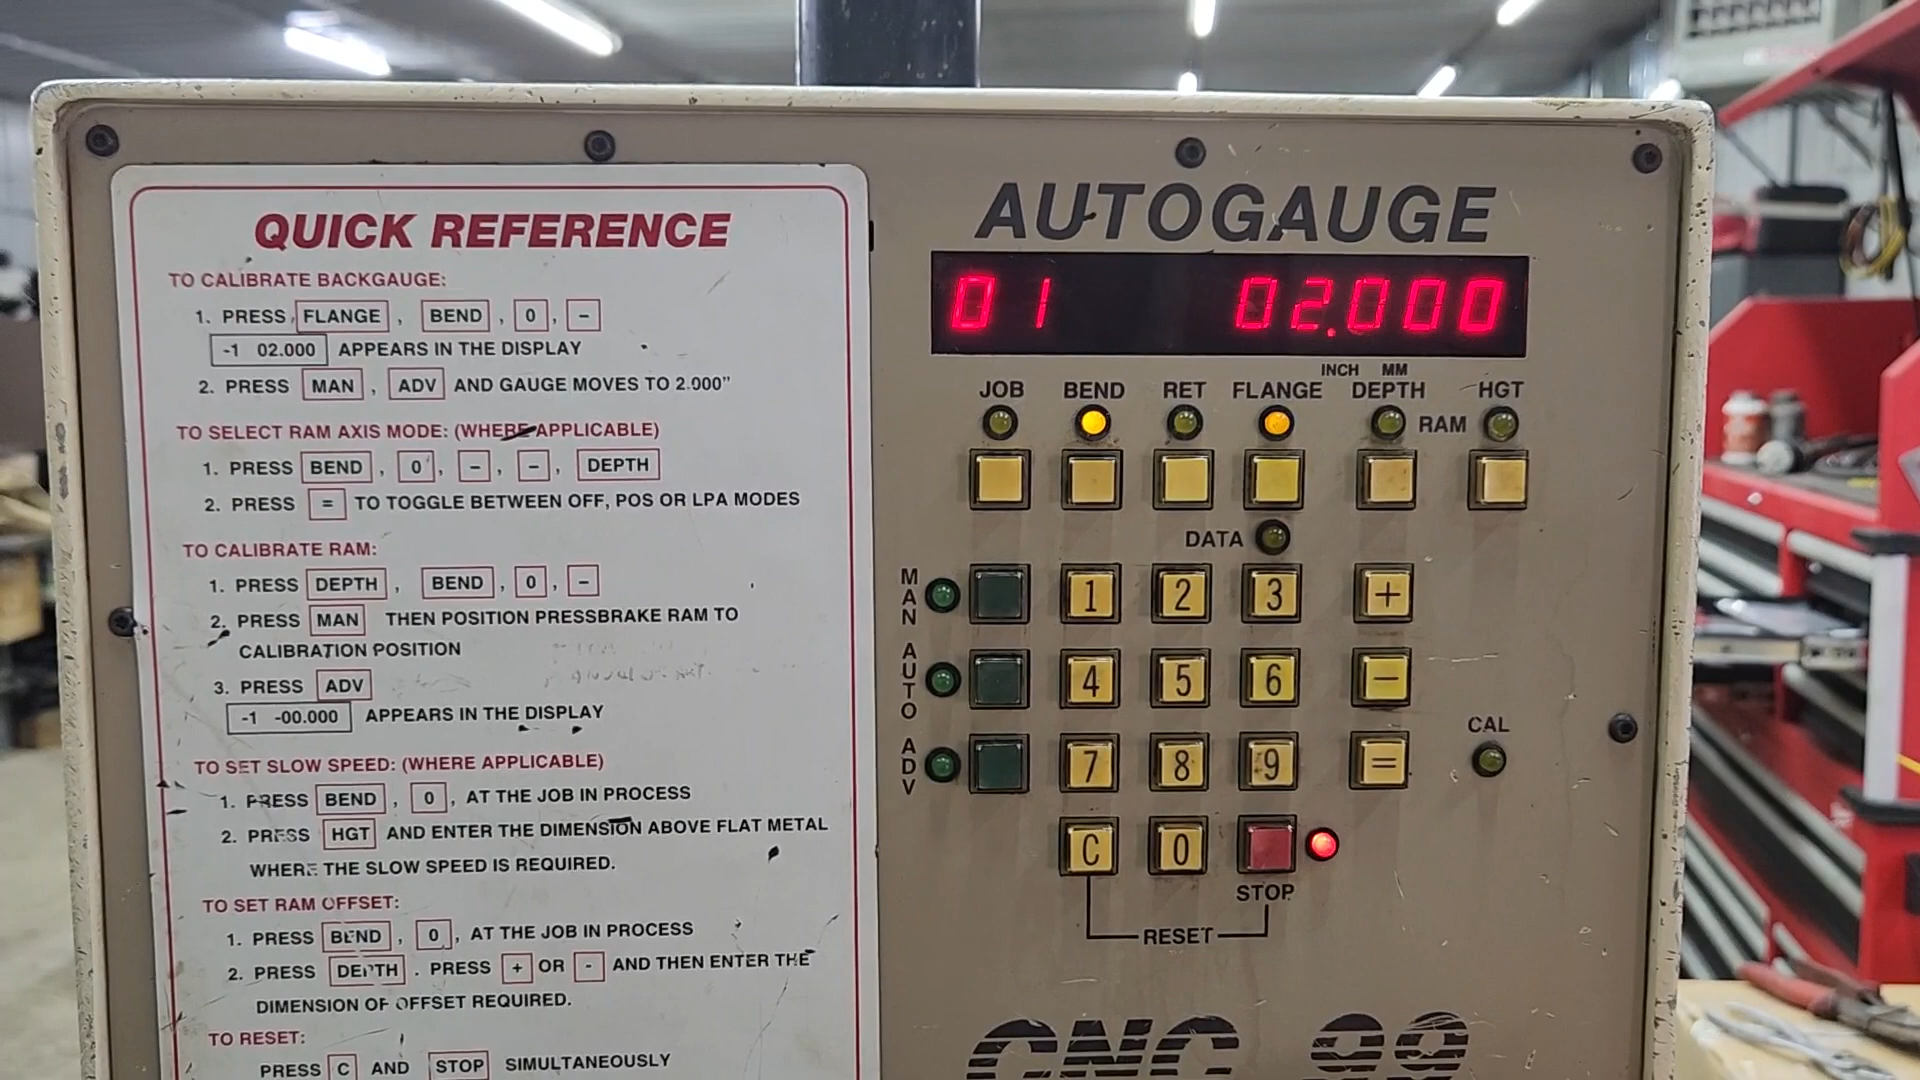 QUICK REFERENCE
TO CALIBRATE BACKGAUGE:
1. PRESS, FLANGE , BEND , 0 , -
-1 02.000 APPEARS IN THE DISPLAY
2. PRESS MAN , ADV AND GAUGE MOVES TO 2.000"
TO SELECT RAM AXIS MODE: (WHERE APPLICABLE)
1. PRESS BEND , 0 , - , - , DEPTH
2. PRESS = TO TOGGLE BETWEEN OFF, POS OR LPA MODES
TO CALIBRATE RAM:
1. PRESS DEPTH , BEND , 0 , -
2. PRESS MAN THEN POSITION PRESSBRAKE RAM TO
CALIBRATION POSITION
3. PRESS ADV
-1 -00.000 APPEARS IN THE DISPLAY
TO SET SLOW SPEED: (WHERE APPLICABLE)
1. PRESS BEND , 0 , AT THE JOB IN PROCESS
2. PRESS HGT AND ENTER THE DIMENSION ABOVE FLAT METAL
WHERE THE SLOW SPEED IS REQUIRED.
TO SET RAM OFFSET:
1. PRESS BEND , 0 , AT THE JOB IN PROCESS
2. PRESS DEPTH . PRESS + OR - AND THEN ENTER THE
DIMENSION OF OFFSET REQUIRED.
TO RESET:
PRESS C AND STOP SIMULTANEOUSLY
AUTOGAUGE
01 02.000
INCH MM
JOB BEND RET FLANGE DEPTH HGT
RAM
DATA
MAN 1 2 3 +
AUTO 4 5 6 -
CAL
ADV 7 8 9 =
C 0
STOP
RESET
CNC 99